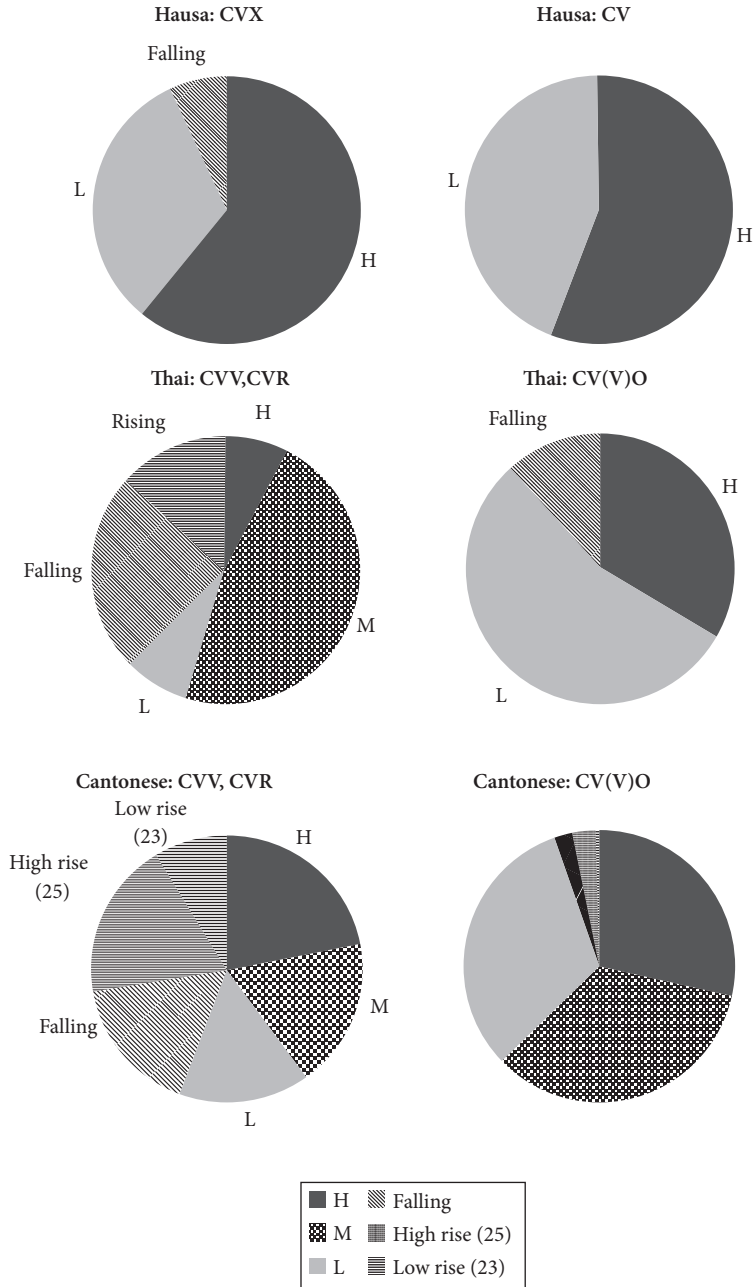 Hausa: CVX
Hausa: CV
Falling
L
H
L
H
Thai: CVV,CVR
Thai: CV(V)O
Rising
H
Falling
M
L
Falling
H
L
Cantonese: CVV, CVR
Cantonese: CV(V)O
Low rise
(23)
H
High rise
(25)
M
Falling
L
H
Falling
M
High rise (25)
L
Low rise (23)